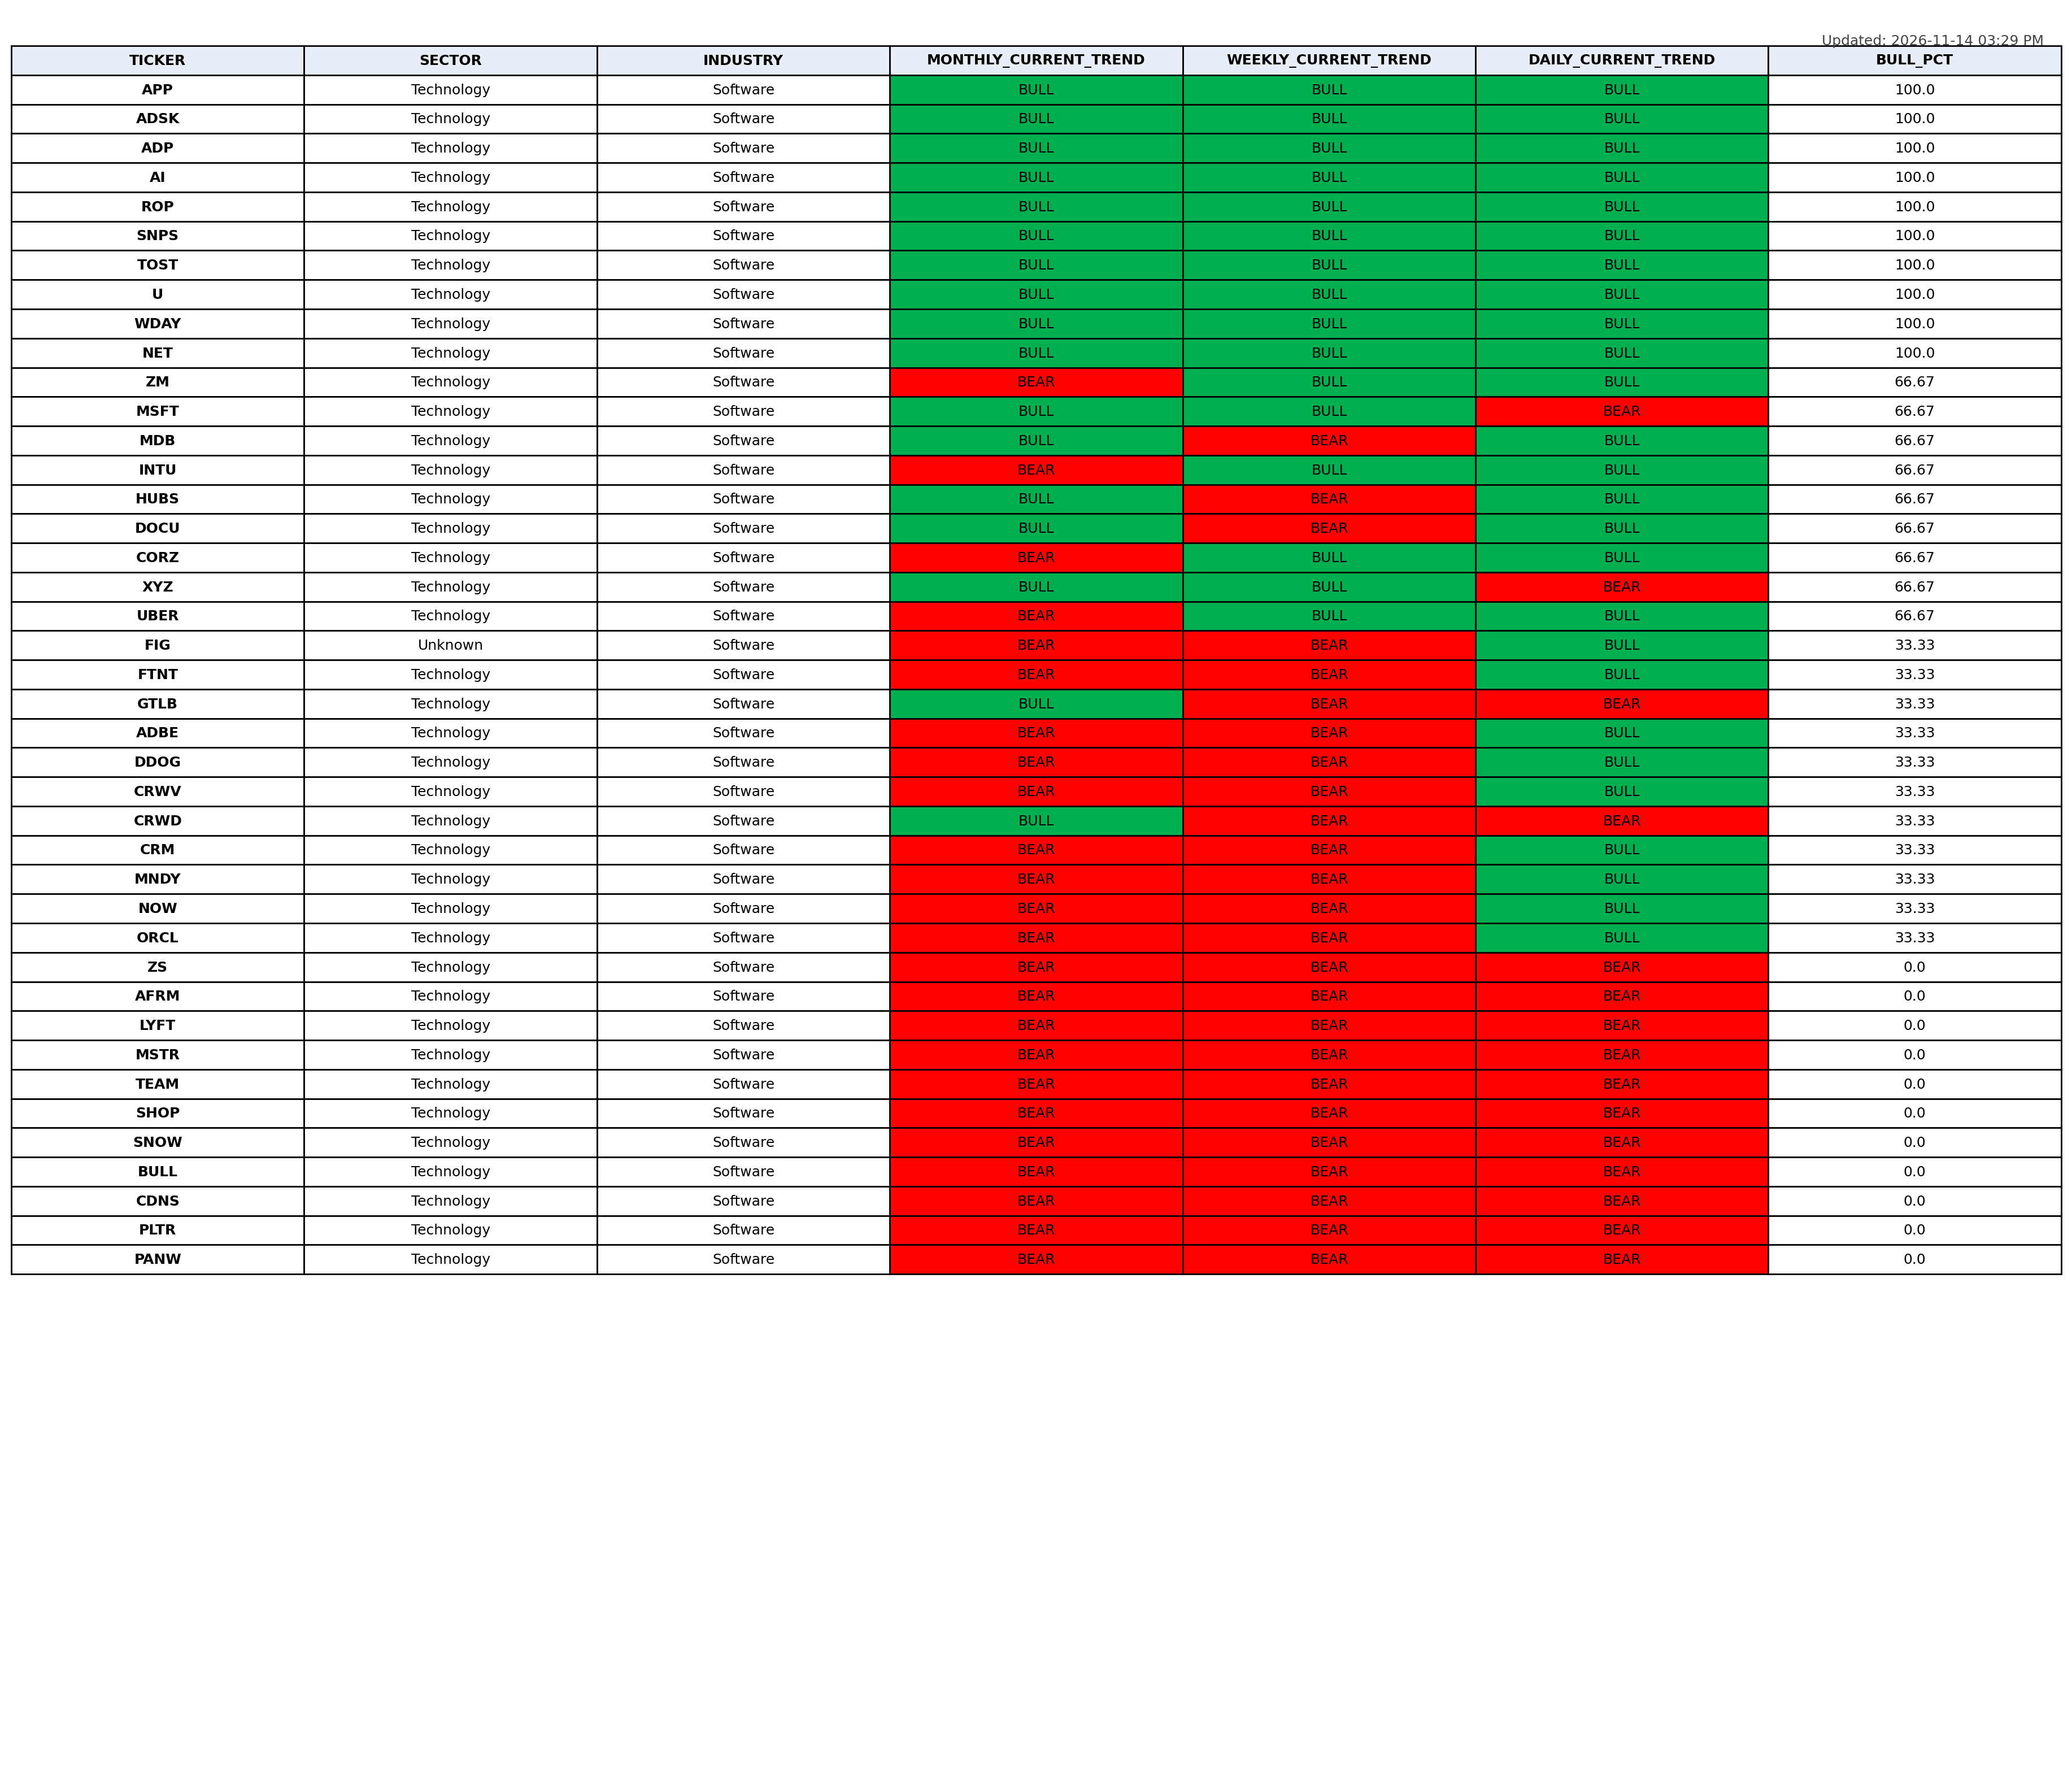 Updated: 2026-11-14 03:29 PM
TICKER SECTOR INDUSTRY MONTHLY_CURRENT_TREND WEEKLY_CURRENT_TREND DAILY_CURRENT_TREND BULL_PCT
APP Technology Software BULL BULL BULL 100.0
ADSK Technology Software BULL BULL BULL 100.0
ADP Technology Software BULL BULL BULL 100.0
AI Technology Software BULL BULL BULL 100.0
ROP Technology Software BULL BULL BULL 100.0
SNPS Technology Software BULL BULL BULL 100.0
TOST Technology Software BULL BULL BULL 100.0
U Technology Software BULL BULL BULL 100.0
WDAY Technology Software BULL BULL BULL 100.0
NET Technology Software BULL BULL BULL 100.0
ZM Technology Software BEAR BULL BULL 66.67
MSFT Technology Software BULL BULL BEAR 66.67
MDB Technology Software BULL BEAR BULL 66.67
INTU Technology Software BEAR BULL BULL 66.67
HUBS Technology Software BULL BEAR BULL 66.67
DOCU Technology Software BULL BEAR BULL 66.67
CORZ Technology Software BEAR BULL BULL 66.67
XYZ Technology Software BULL BULL BEAR 66.67
UBER Technology Software BEAR BULL BULL 66.67
FIG Unknown Software BEAR BEAR BULL 33.33
FTNT Technology Software BEAR BEAR BULL 33.33
GTLB Technology Software BULL BEAR BEAR 33.33
ADBE Technology Software BEAR BEAR BULL 33.33
DDOG Technology Software BEAR BEAR BULL 33.33
CRWV Technology Software BEAR BEAR BULL 33.33
CRWD Technology Software BULL BEAR BEAR 33.33
CRM Technology Software BEAR BEAR BULL 33.33
MNDY Technology Software BEAR BEAR BULL 33.33
NOW Technology Software BEAR BEAR BULL 33.33
ORCL Technology Software BEAR BEAR BULL 33.33
ZS Technology Software BEAR BEAR BEAR 0.0
AFRM Technology Software BEAR BEAR BEAR 0.0
LYFT Technology Software BEAR BEAR BEAR 0.0
MSTR Technology Software BEAR BEAR BEAR 0.0
TEAM Technology Software BEAR BEAR BEAR 0.0
SHOP Technology Software BEAR BEAR BEAR 0.0
SNOW Technology Software BEAR BEAR BEAR 0.0
BULL Technology Software BEAR BEAR BEAR 0.0
CDNS Technology Software BEAR BEAR BEAR 0.0
PLTR Technology Software BEAR BEAR BEAR 0.0
PANW Technology Software BEAR BEAR BEAR 0.0